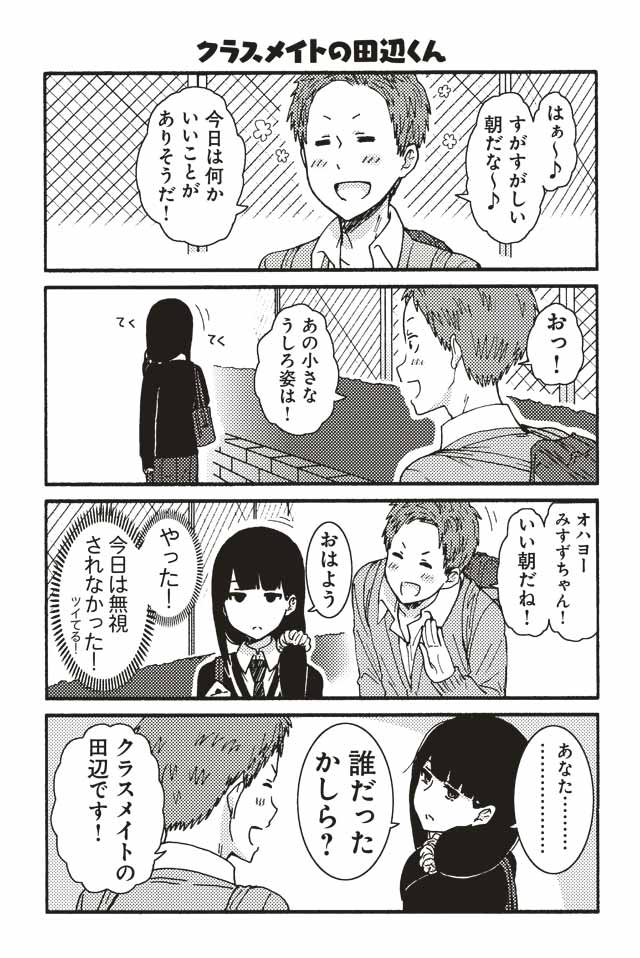 クラスメイトの田辺くん
はぁ〜♪
すがすがしい
朝だな〜♪
今日は何か
いいことが
ありそうだ!
おっ!
あの小さな
うしろ姿は!
てく
てく
オハヨー
みすずちゃん!
いい朝だね!
おはよう
やった!
今日は無視
されなかった!
ツイてる!
あなた………
…………
誰だった
かしら?
クラスメイトの
田辺です!